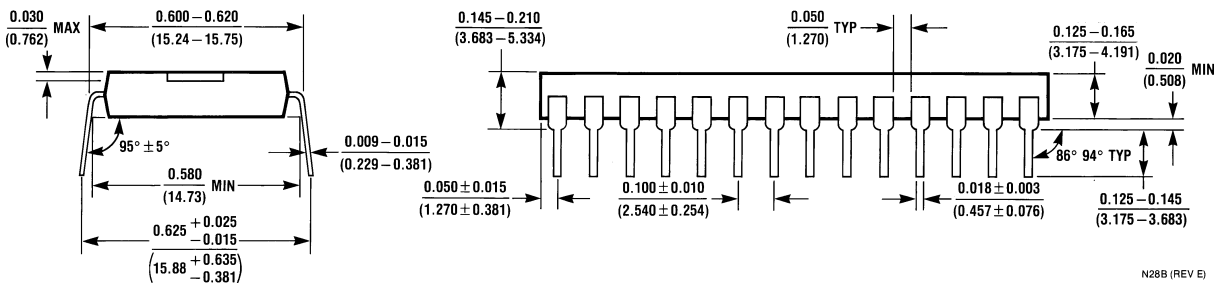 0.030
(0.762) MAX
0.600 – 0.620
(15.24 – 15.75)
95° ± 5°
0.009 – 0.015
(0.229 – 0.381)
0.580
(14.73) MIN
0.625 + 0.025
− 0.015
(15.88 + 0.635
− 0.381)
0.145 – 0.210
(3.683 – 5.334)
0.050
(1.270) TYP
0.125 – 0.165
(3.175 – 4.191)
0.020
(0.508) MIN
86° 94° TYP
0.050 ± 0.015
(1.270 ± 0.381)
0.100 ± 0.010
(2.540 ± 0.254)
0.018 ± 0.003
(0.457 ± 0.076)
0.125 – 0.145
(3.175 – 3.683)
N28B (REV E)